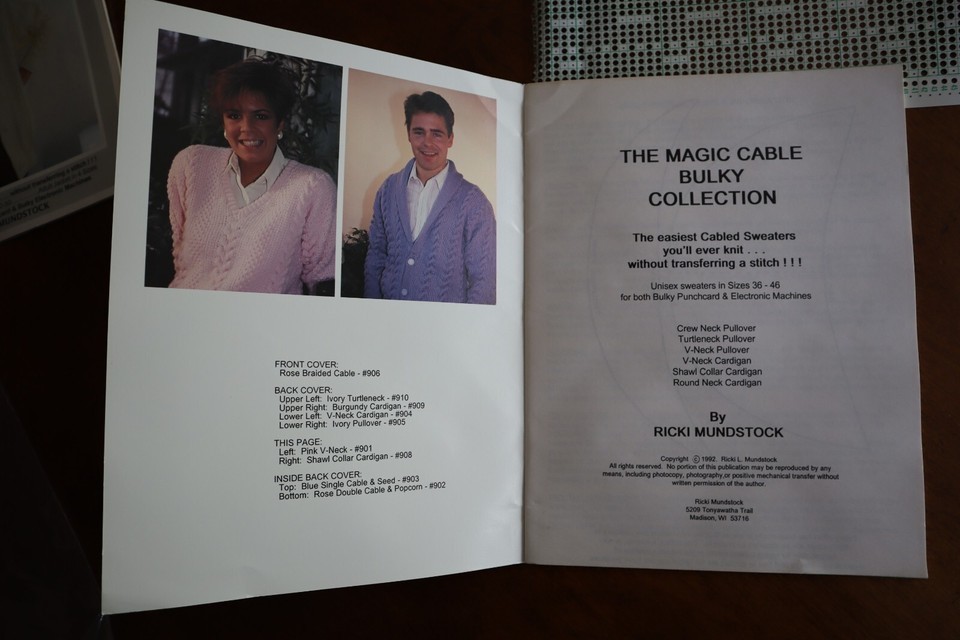 FRONT COVER:
Rose Braided Cable - #906
BACK COVER:
Upper Left: Ivory Turtleneck - #910
Upper Right: Burgundy Cardigan - #909
Lower Left: V-Neck Cardigan - #904
Lower Right: Ivory Pullover - #905
THIS PAGE:
Left: Pink V-Neck - #901
Right: Shawl Collar Cardigan - #908
INSIDE BACK COVER:
Top: Blue Single Cable & Seed - #903
Bottom: Rose Double Cable & Popcorn - #902
THE MAGIC CABLE
BULKY
COLLECTION
The easiest Cabled Sweaters
you'll ever knit . . .
without transferring a stitch ! ! !
Unisex sweaters in Sizes 36 - 46
for both Bulky Punchcard & Electronic Machines
Crew Neck Pullover
Turtleneck Pullover
V-Neck Pullover
V-Neck Cardigan
Shawl Collar Cardigan
Round Neck Cardigan
By
RICKI MUNDSTOCK
Copyright © 1992. Ricki L. Mundstock
All rights reserved. No portion of this publication may be reproduced by any
means, including photocopy, photography,or positive mechanical transfer without
written permission of the author.
Ricki Mundstock
5209 Tonyawatha Trail
Madison, WI 53716
without transferring a stitch ! ! !
Bulky Electronic Machines
MUNDSTOCK